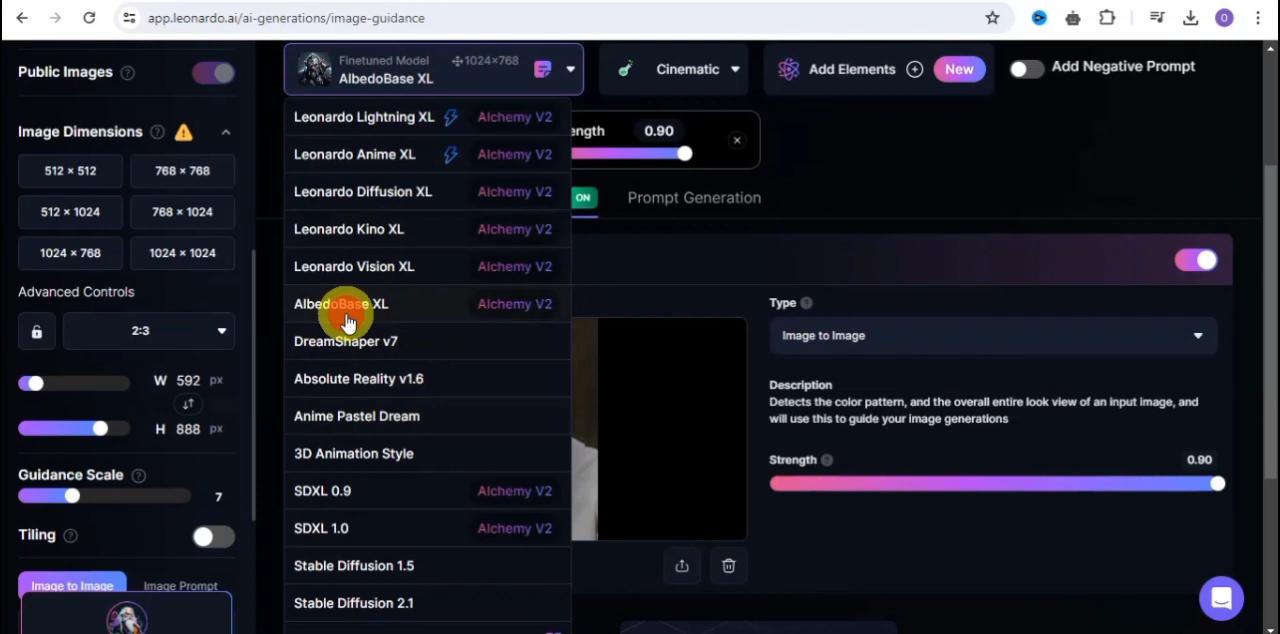 app.leonardo.ai/ai-generations/image-guidance
O
Public Images
Image Dimensions
512 × 512
768 × 768
512 × 1024
768 × 1024
1024 × 768
1024 × 1024
Advanced Controls
2:3
W 592 px
H 888 px
Guidance Scale
7
Tiling
Image to Image
Image Prompt
Finetuned Model
1024×768
AlbedoBase XL
Cinematic
Add Elements
New
Add Negative Prompt
Leonardo Lightning XL Alchemy V2
Leonardo Anime XL Alchemy V2
Leonardo Diffusion XL Alchemy V2
Leonardo Kino XL Alchemy V2
Leonardo Vision XL Alchemy V2
AlbedoBase XL Alchemy V2
DreamShaper v7
Absolute Reality v1.6
Anime Pastel Dream
3D Animation Style
SDXL 0.9 Alchemy V2
SDXL 1.0 Alchemy V2
Stable Diffusion 1.5
Stable Diffusion 2.1
ength 0.90
ON
Prompt Generation
Type
Image to Image
Description
Detects the color pattern, and the overall entire look view of an input image, and
will use this to guide your image generations
Strength
0.90